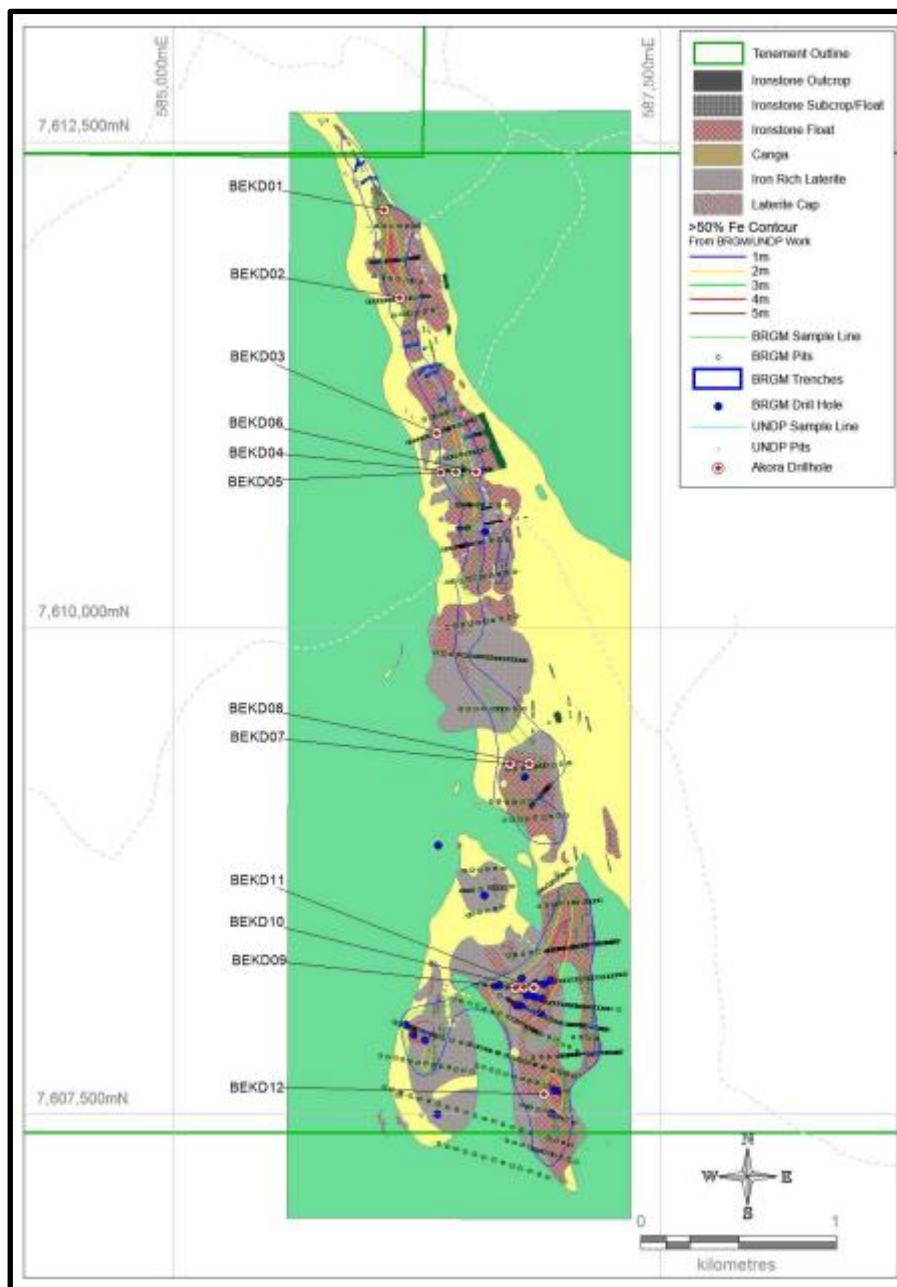 585,000mE
587,500mE
7,612,500mN
7,610,000mN
7,607,500mN
BEKD01
BEKD02
BEKD03
BEKD06
BEKD04
BEKD05
BEKD08
BEKD07
BEKD11
BEKD10
BEKD09
BEKD12
Tenement Outline
Ironstone Outcrop
Ironstone Subcrop/Float
Ironstone Float
Canga
Iron Rich Laterite
Laterite Cap
>50% Fe Contour
From BRGM/UNDP Work
1m
2m
3m
4m
5m
BRGM Sample Line
BRGM Pits
BRGM Trenches
BRGM Drill Hole
UNDP Sample Line
UNDP Pits
Akora Drillhole
N
W E
S
0 1
kilometres